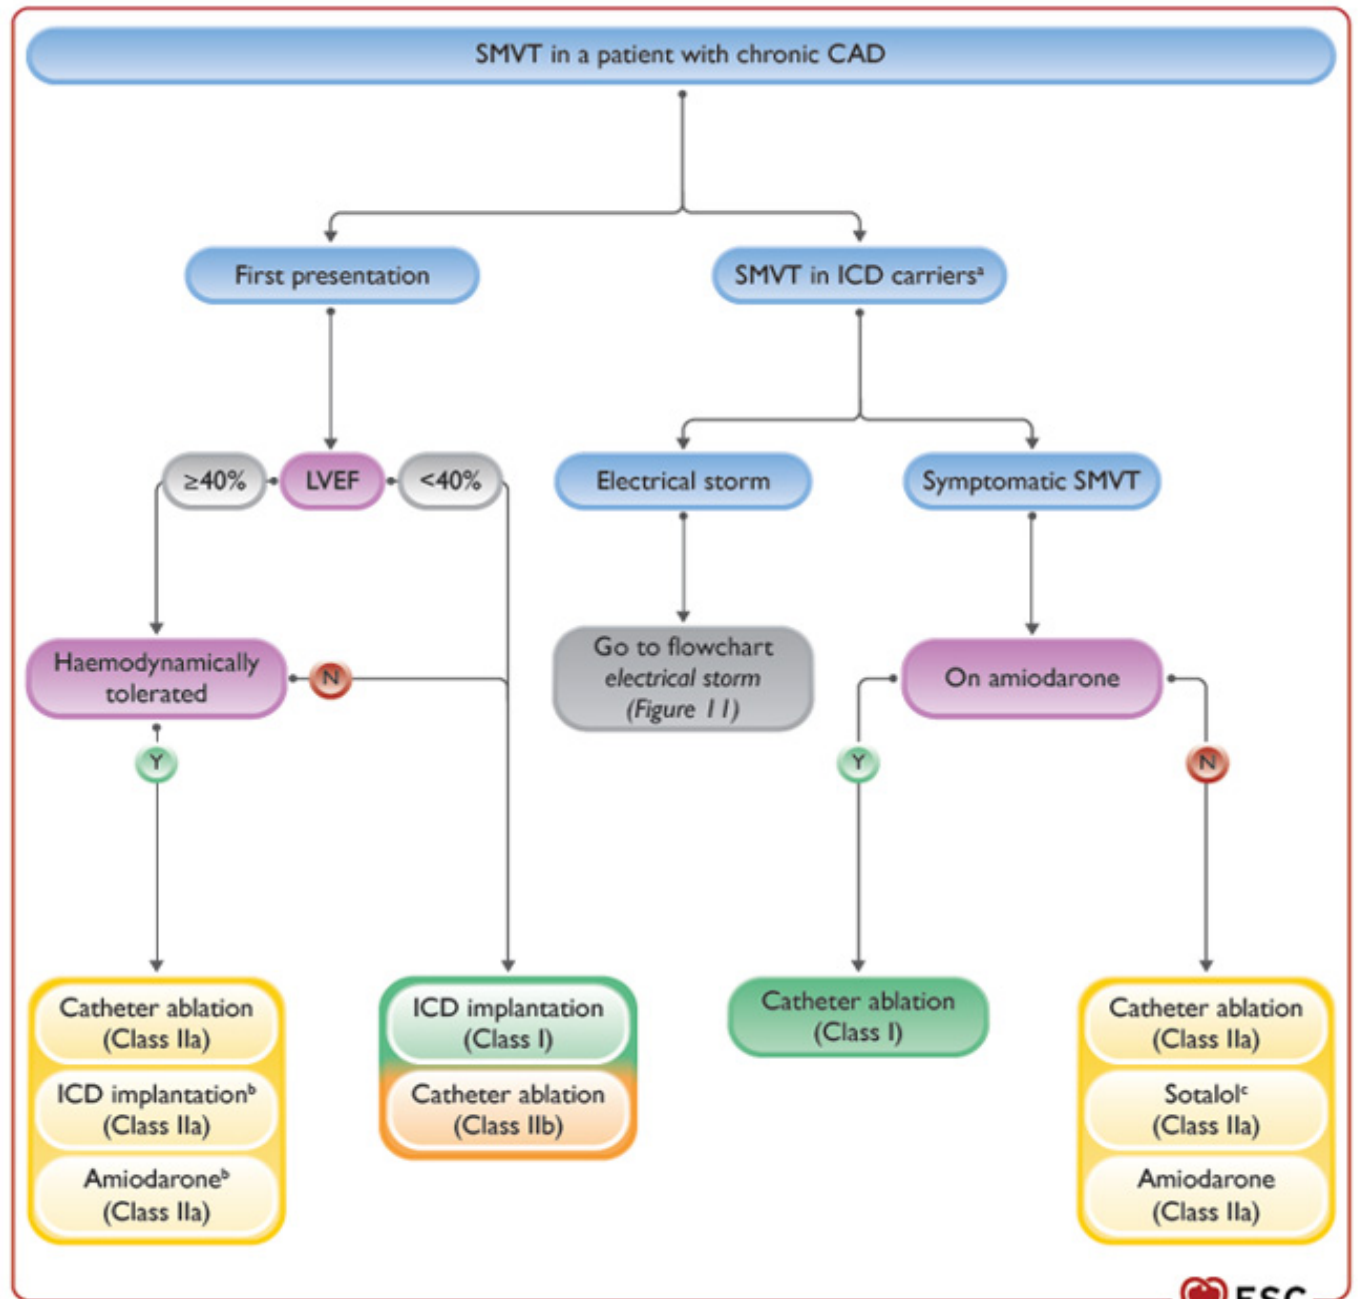 SMVT in a patient with chronic CAD
First presentation
SMVT in ICD carriersᵃ
≥40%
LVEF
<40%
Electrical storm
Symptomatic SMVT
Haemodynamically
tolerated
N
Go to flowchart
electrical storm
(Figure 11)
On amiodarone
Y
Y
N
Catheter ablation
(Class IIa)
ICD implantationᵇ
(Class IIa)
Amiodaroneᵇ
(Class IIa)
ICD implantation
(Class I)
Catheter ablation
(Class IIb)
Catheter ablation
(Class I)
Catheter ablation
(Class IIa)
Sotalolᶜ
(Class IIa)
Amiodarone
(Class IIa)
ESC